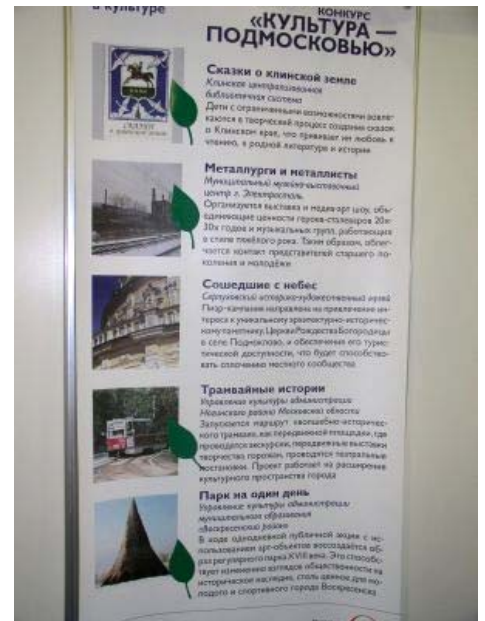 в культуре
КОНКУРС
«КУЛЬТУРА —
ПОДМОСКОВЬЮ»
Сказки о клинской земле
Клинская централизованная
библиотечная система
Дети с ограниченными возможностями вовле-
каются в творческий процесс создания сказок
о Клинском крае, что прививает им любовь к
чтению, к родной литературе и истории
Металлурги и металлисты
Муниципальный музейно-выставочный
центр г. Электросталь
Организуется выставка и медиа-арт шоу, объ-
единяющие ценности героев-сталеваров 20х-
30х годов и музыкальных групп, работающих
в стиле тяжёлого рока. Таким образом, облег-
чается контакт представителей старшего по-
коления и молодёжи
Сошедшие с небес
Серпуховский историко-художественный музей
Пиар-кампания направлена на привлечение ин-
тереса к уникальному архитектурно-историчес-
кому памятнику, Церкви Рождества Богородицы
в селе Подмоклово, и обеспечения его турис-
тической доступности, что будет способство-
вать сплочению местного сообщества
Трамвайные истории
Управление культуры администрации
Ногинского района Московской области
Запускается маршрут «волшебно-историчес-
кого трамвая», как передвижной площадки, где
проводятся экскурсии, передвижные выставки
творчества горожан, проводятся театральные
постановки. Проект работает на расширение
культурного пространства города
Парк на один день
Управление культуры администрации
муниципального образования
«Воскресенский район»
В ходе однодневной публичной акции с ис-
пользованием арт-объектов воссоздаётся об-
раз регулярного парка XVIII века. Это способс-
твует изменению взглядов общественности на
историческое наследие, столь ценное для мо-
лодого и спортивного города Воскресенска